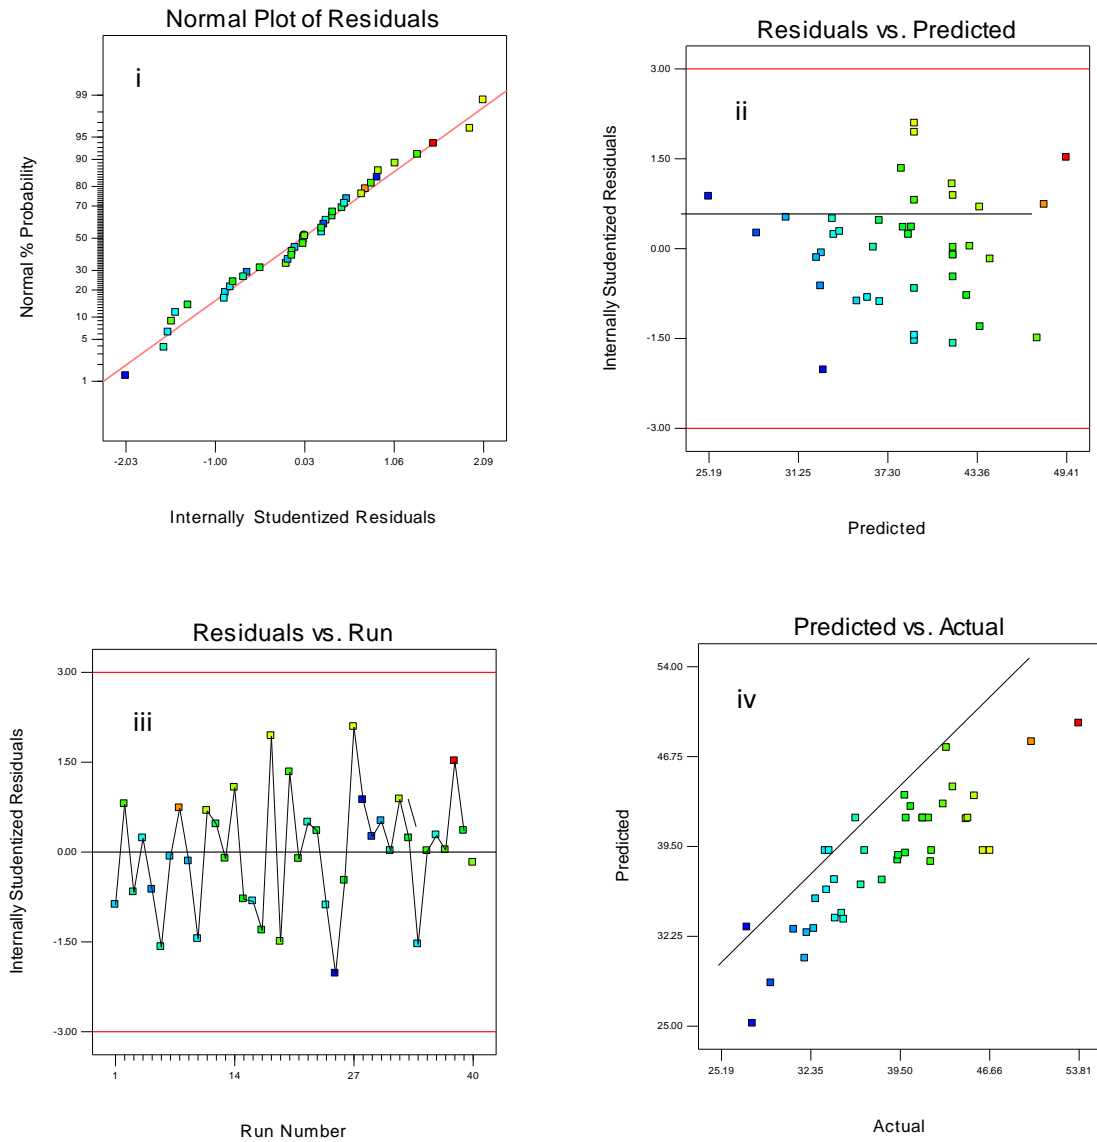 Normal Plot of Residuals
i
Normal % Probability
99
95
90
80
70
50
30
20
10
5
1
-2.03
-1.00
0.03
1.06
2.09
Internally Studentized Residuals
Residuals vs. Predicted
ii
Internally Studentized Residuals
3.00
1.50
0.00
-1.50
-3.00
25.19
31.25
37.30
43.36
49.41
Predicted
Residuals vs. Run
iii
Internally Studentized Residuals
3.00
1.50
0.00
-1.50
-3.00
1
14
27
40
Run Number
Predicted vs. Actual
iv
Predicted
54.00
46.75
39.50
32.25
25.00
25.19
32.35
39.50
46.66
53.81
Actual